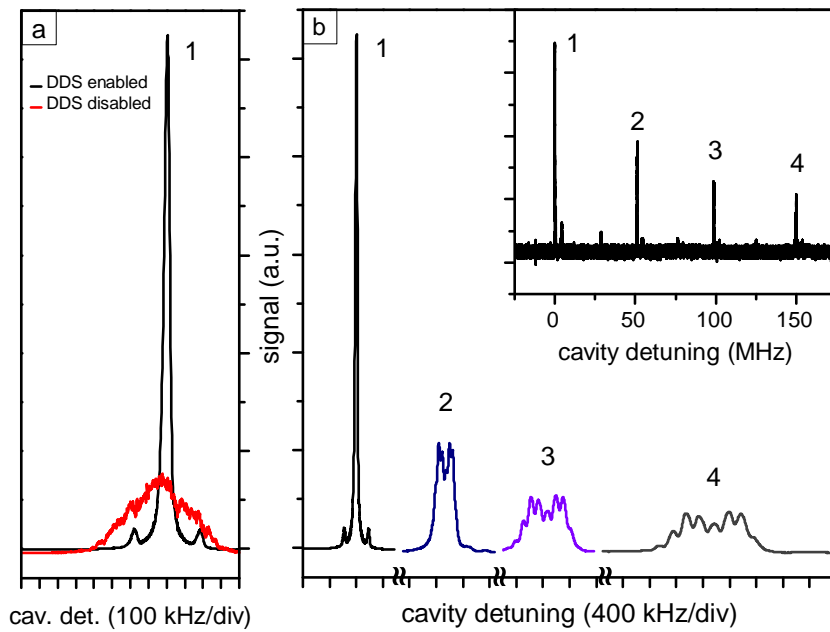 a
1
DDS enabled
DDS disabled
cav. det. (100 kHz/div)
b
1
2
3
4
signal (a.u.)
cavity detuning (400 kHz/div)
1
2
3
4
0 50 100 150
cavity detuning (MHz)